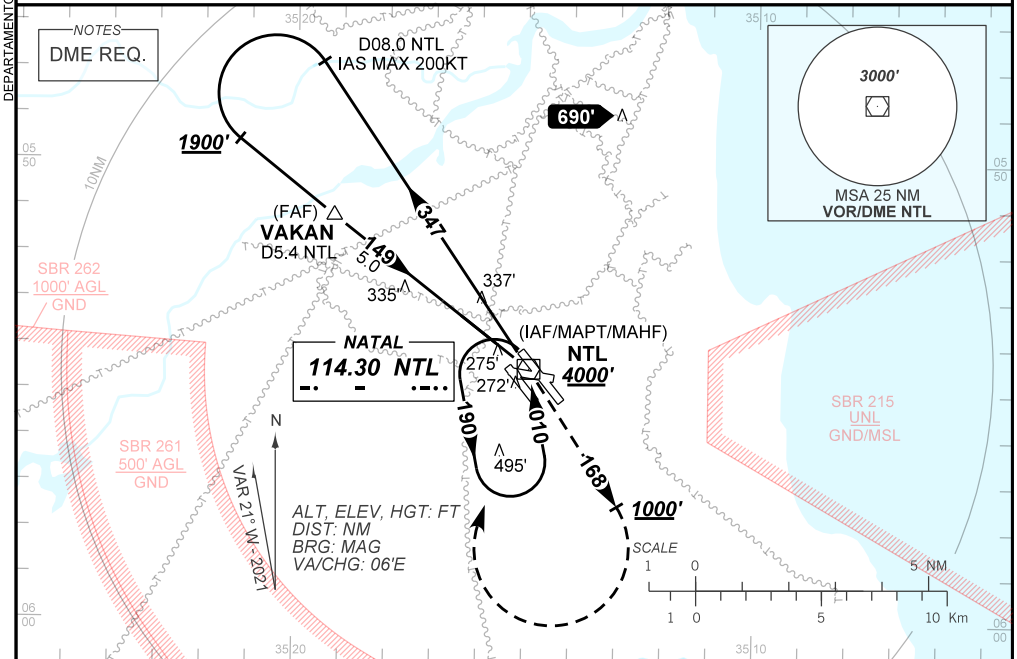 DEPARTAMENTO
NOTES
DME REQ.
35 20
35 10
D08.0 NTL
IAS MAX 200KT
690'
3000'
MSA 25 NM
VOR/DME NTL
1900'
05
50
05
50
10NM
347
(FAF)
VAKAN
D5.4 NTL
149
5.0
335'
337'
SBR 262
1000' AGL
GND
(IAF/MAPT/MAHF)
NTL
4000'
NATAL
114.30 NTL
275'
272'
190
010
495'
168
1000'
SBR 215
UNL
GND/MSL
SBR 261
500' AGL
GND
N
VAR 21° W - 2021
ALT, ELEV, HGT: FT
DIST: NM
BRG: MAG
VA/CHG: 06'E
SCALE
1 0 5 NM
1 0 5 10 Km
06
00
06
00
35 20
35 10